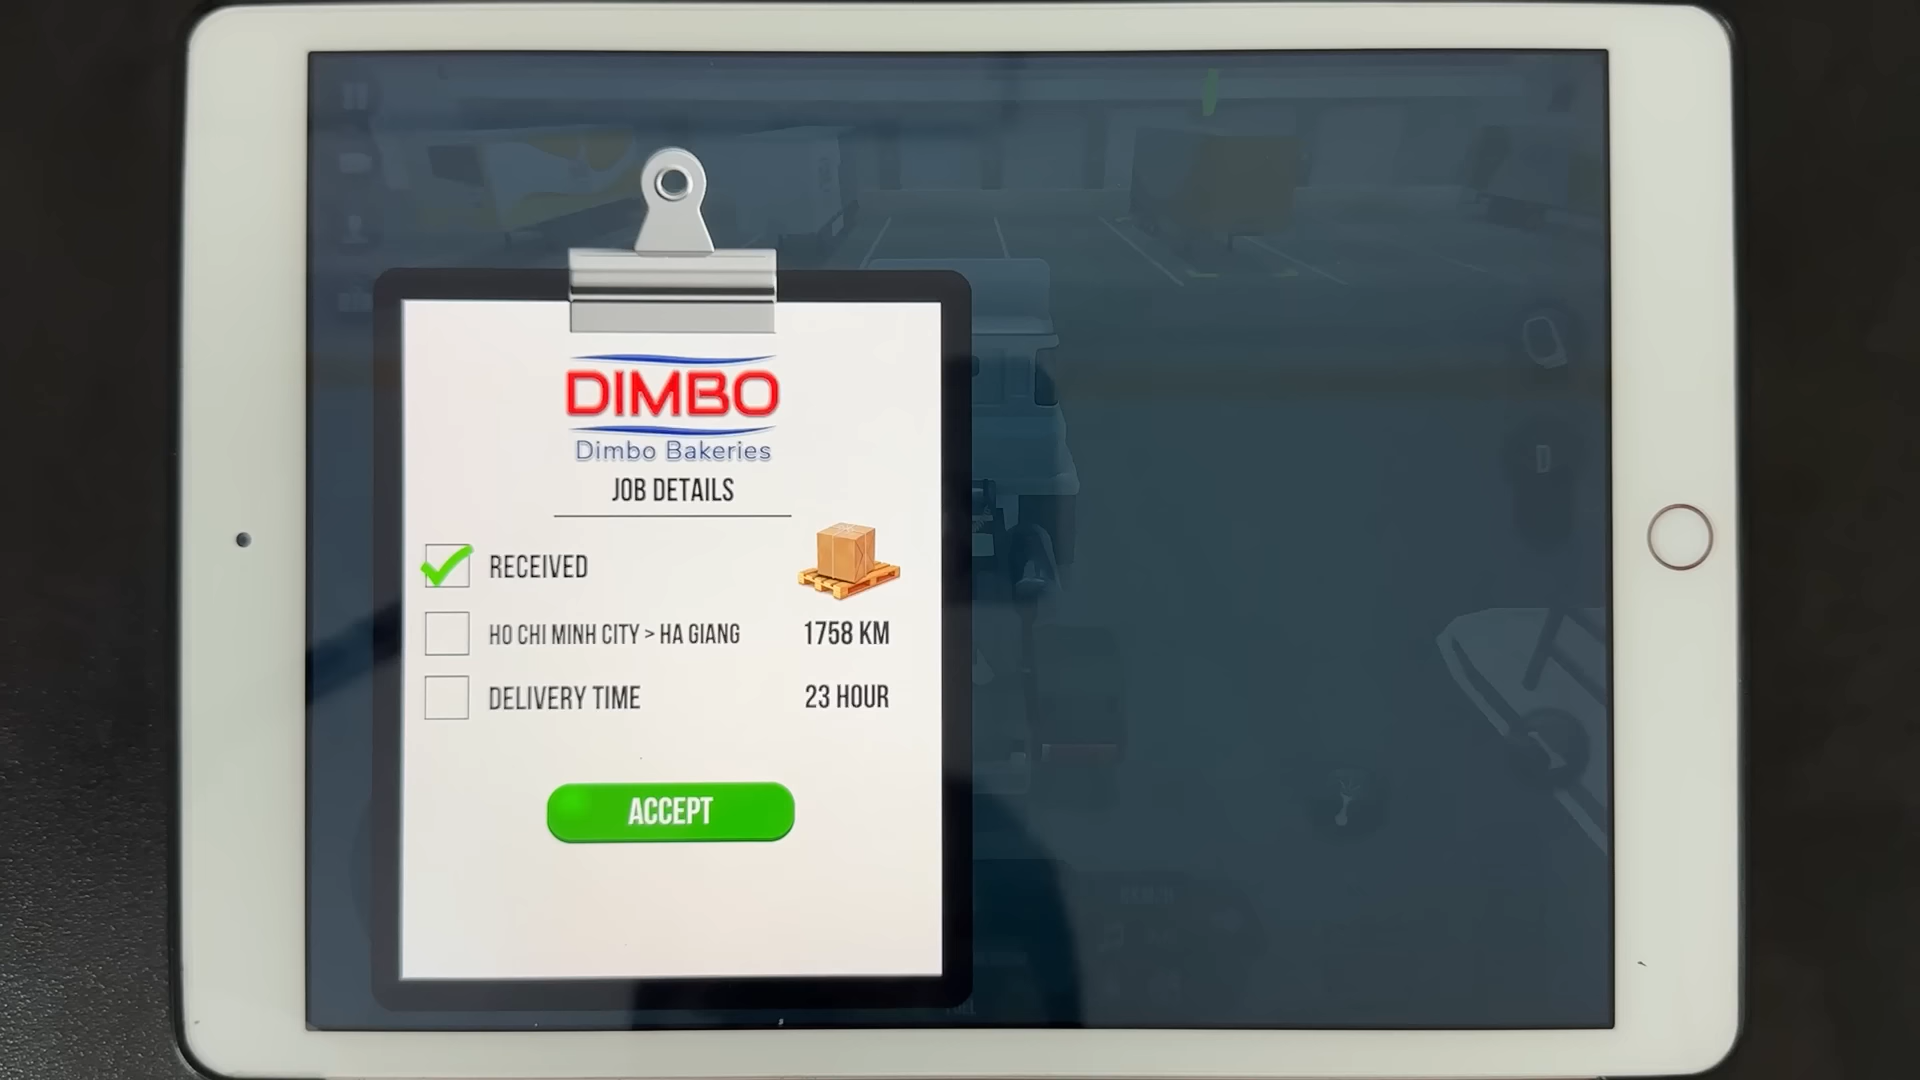 DIMBO
Dimbo Bakeries
JOB DETAILS
RECEIVED
HO CHI MINH CITY > HA GIANG 1758 KM
DELIVERY TIME 23 HOUR
ACCEPT
D